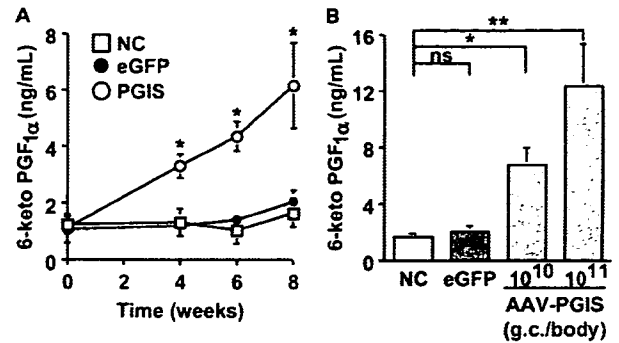 A
6-keto PGF1α (ng/mL)
8
6
4
2
0
NC
eGFP
PGIS
*
*
*
0
2
4
6
8
Time (weeks)
B
6-keto PGF1α (ng/mL)
16
12
8
4
0
**
*
ns
NC
eGFP
10^10
10^11
AAV-PGIS
(g.c./body)